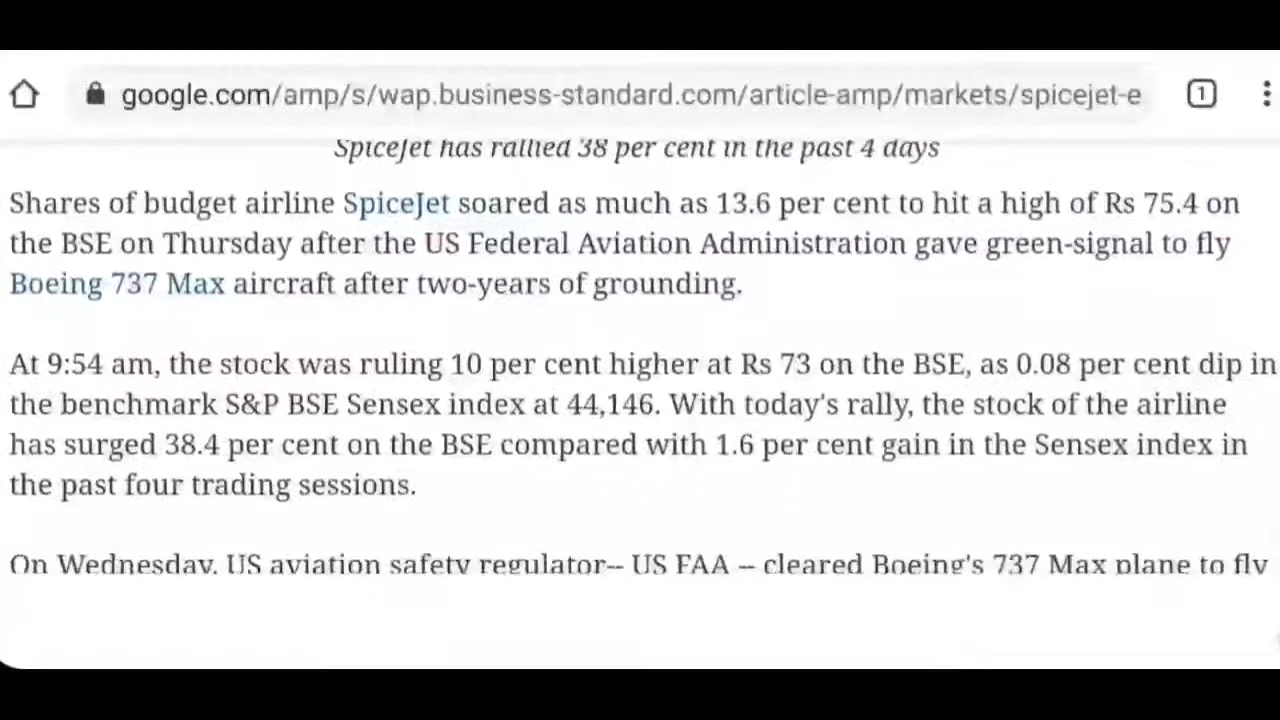 google.com/amp/s/wap.business-standard.com/article-amp/markets/spicejet-e
1
SpiceJet has rallied 38 per cent in the past 4 days
Shares of budget airline SpiceJet soared as much as 13.6 per cent to hit a high of Rs 75.4 on
the BSE on Thursday after the US Federal Aviation Administration gave green-signal to fly
Boeing 737 Max aircraft after two-years of grounding.
At 9:54 am, the stock was ruling 10 per cent higher at Rs 73 on the BSE, as 0.08 per cent dip in
the benchmark S&P BSE Sensex index at 44,146. With today's rally, the stock of the airline
has surged 38.4 per cent on the BSE compared with 1.6 per cent gain in the Sensex index in
the past four trading sessions.
On Wednesday, US aviation safety regulator-- US FAA -- cleared Boeing's 737 Max plane to fly